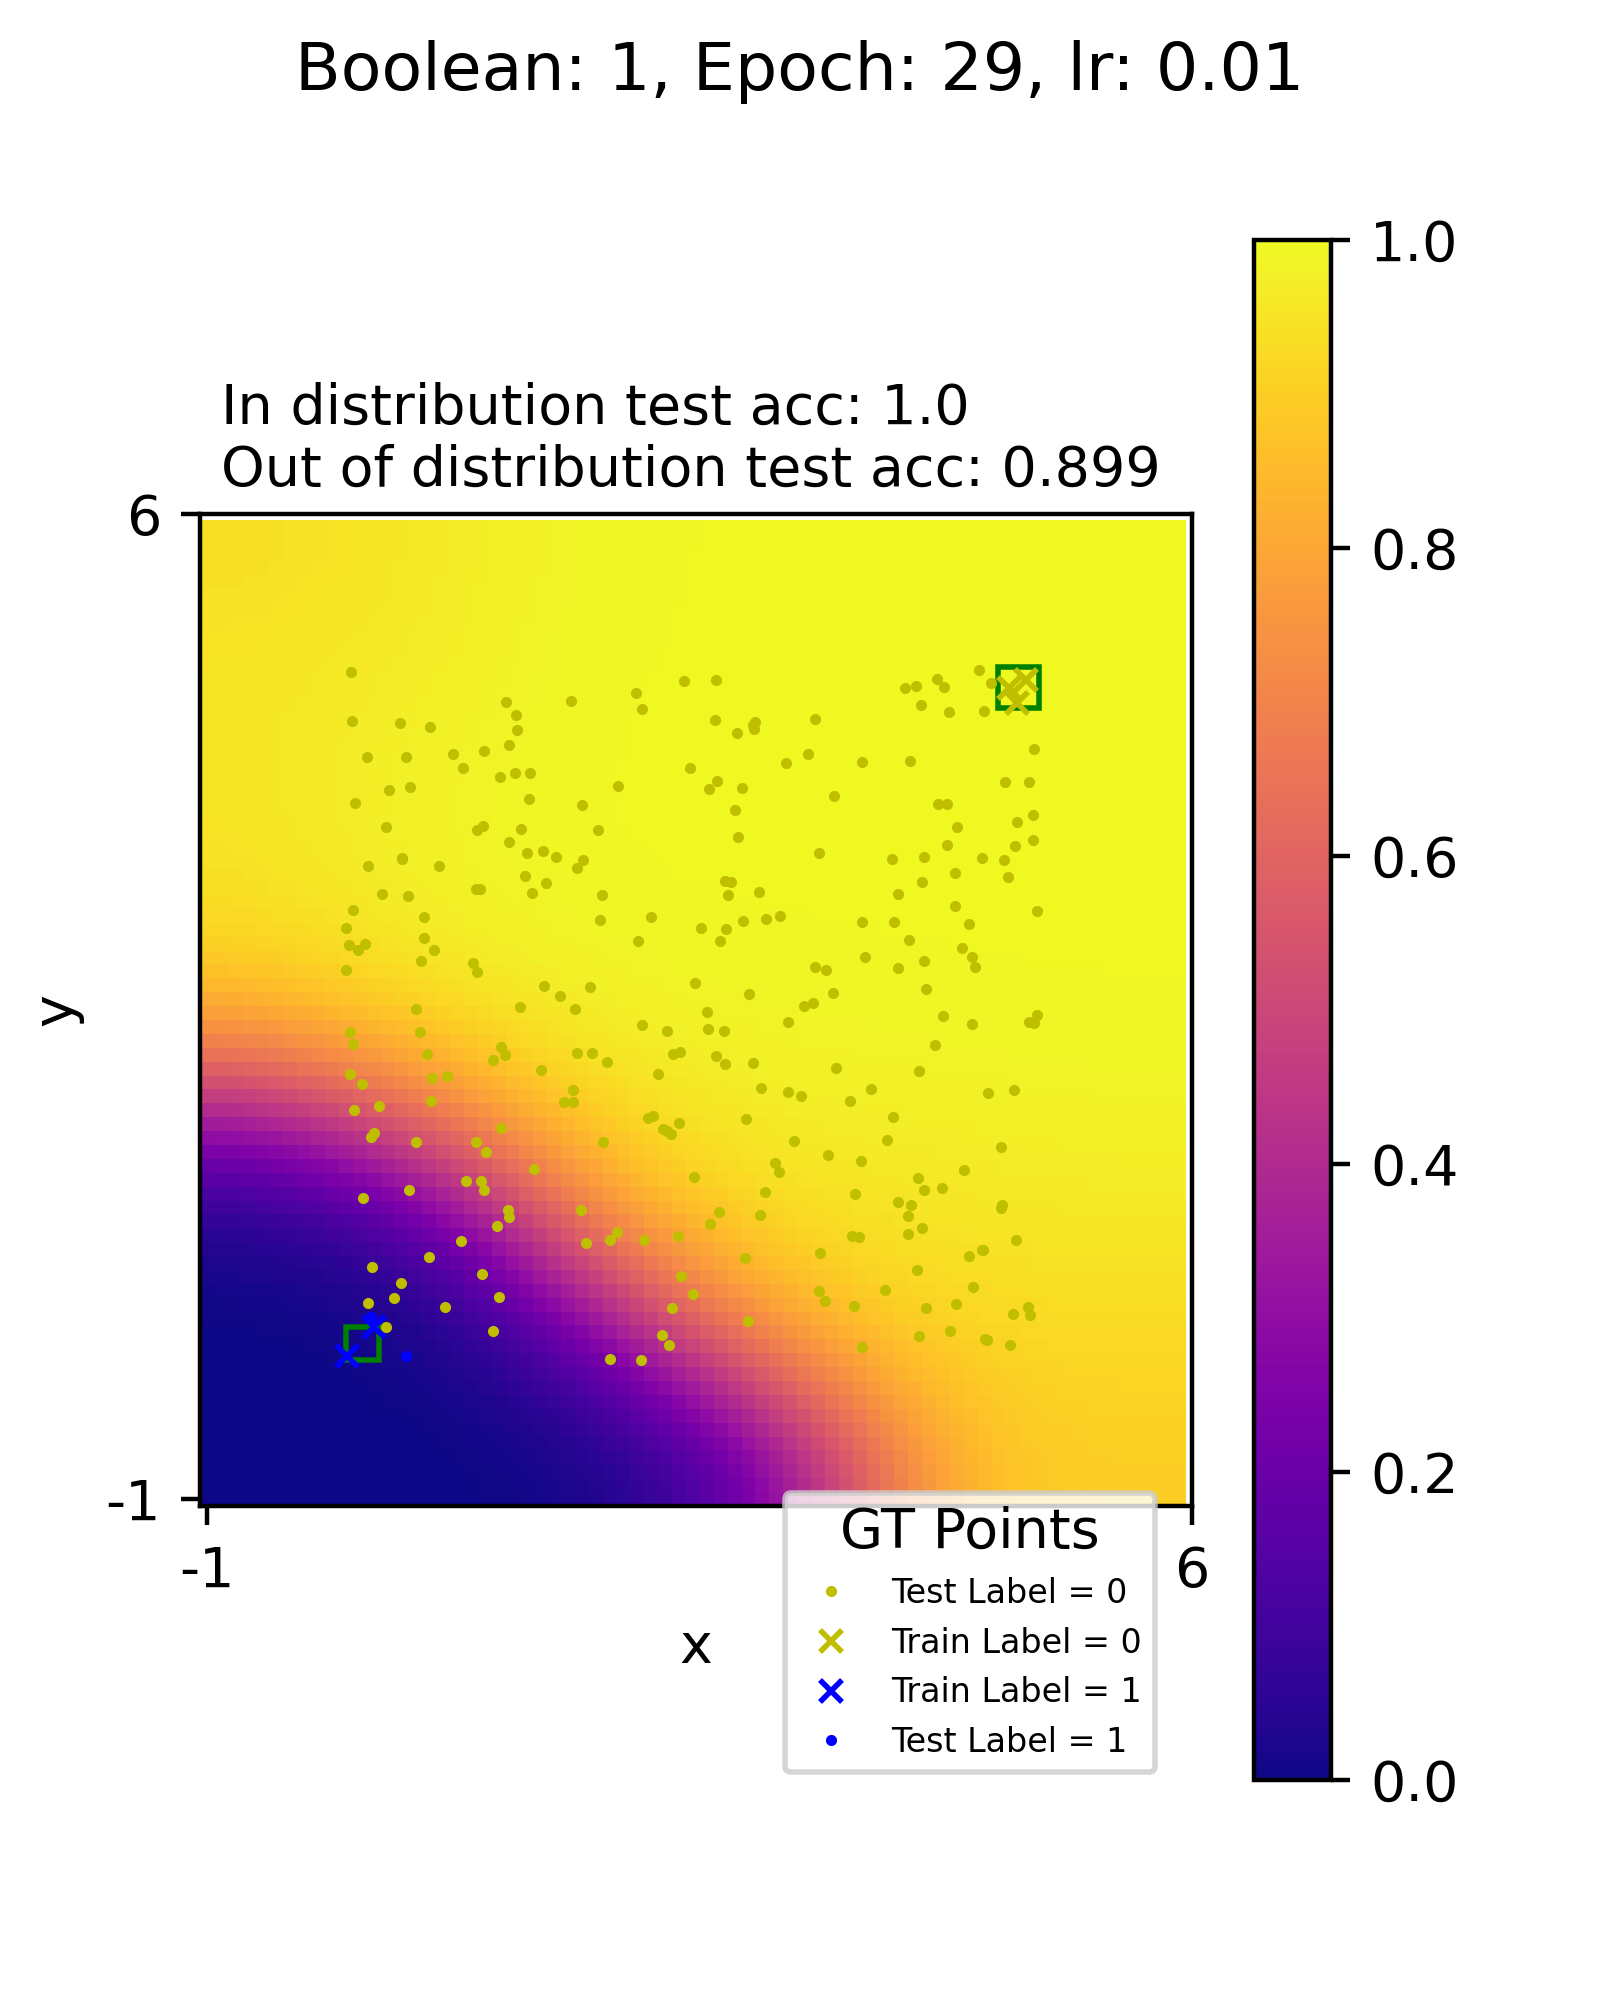 Boolean: 1, Epoch: 29, lr: 0.01
In distribution test acc: 1.0
Out of distribution test acc: 0.899
6
y
-1
-1
6
x
GT Points
Test Label = 0
Train Label = 0
Train Label = 1
Test Label = 1
1.0
0.8
0.6
0.4
0.2
0.0